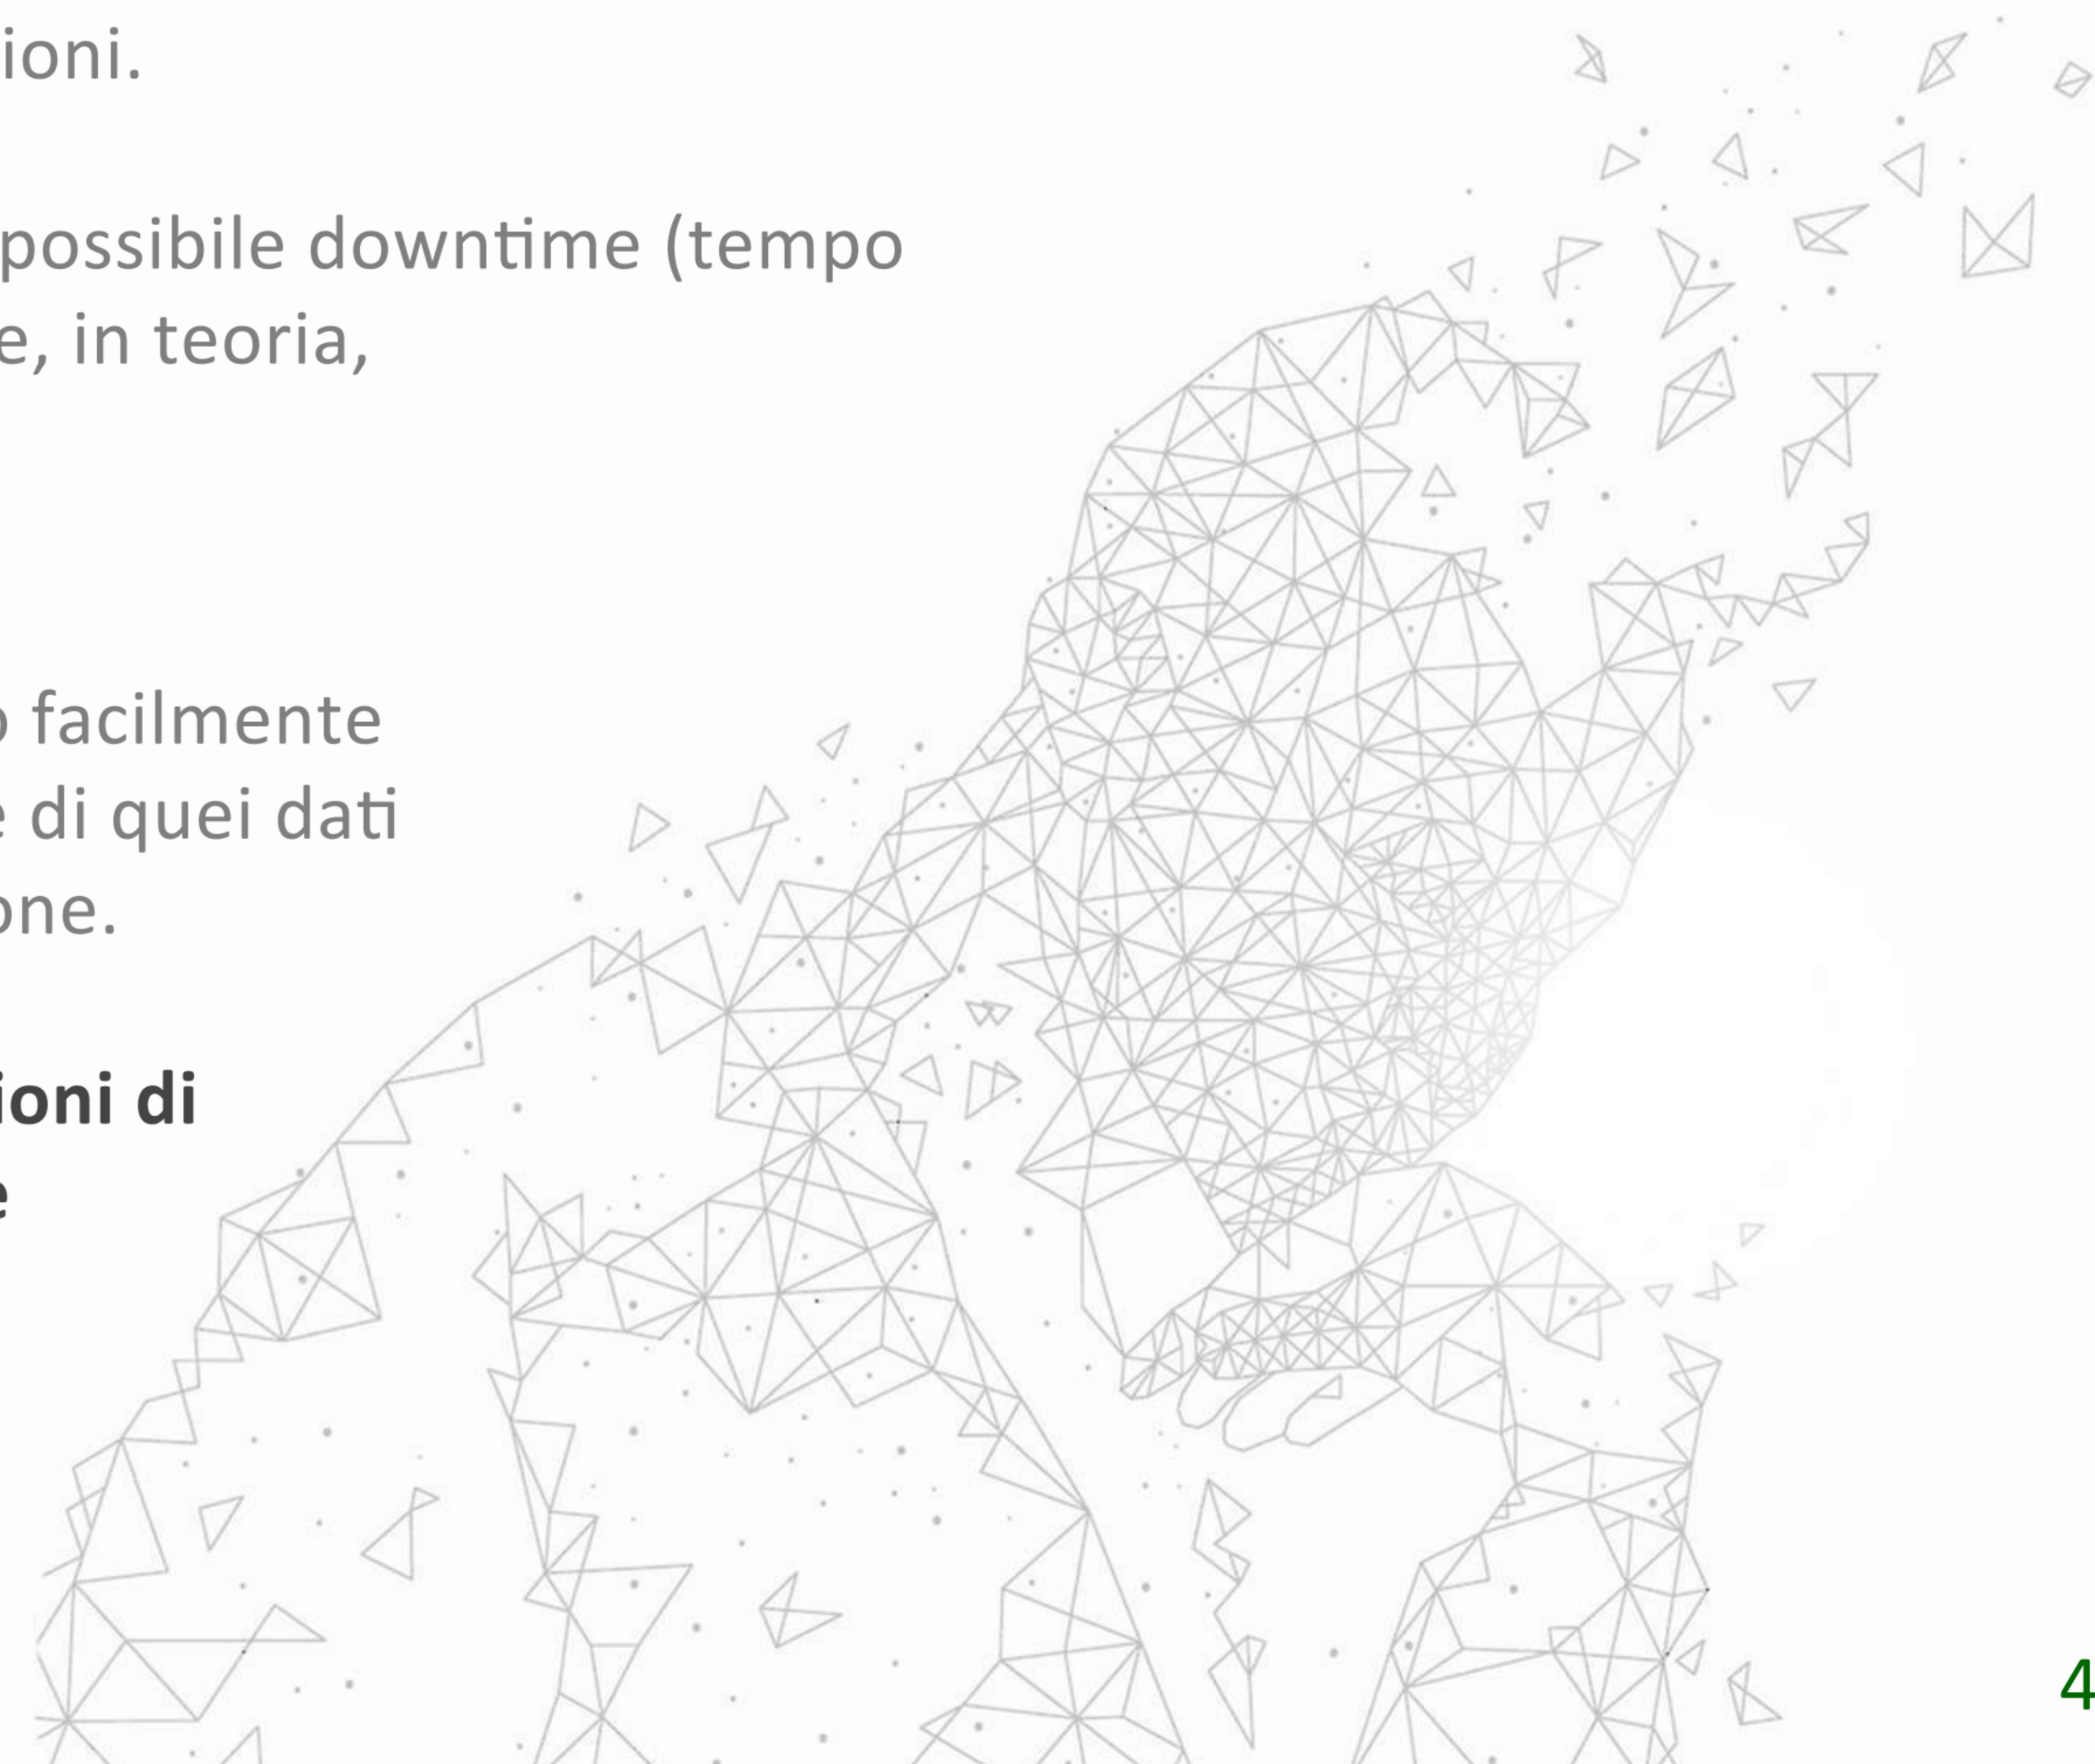 ioni.
possibile downtime (tempo
e, in teoria,
o facilmente
e di quei dati
one.
ioni di
e
4